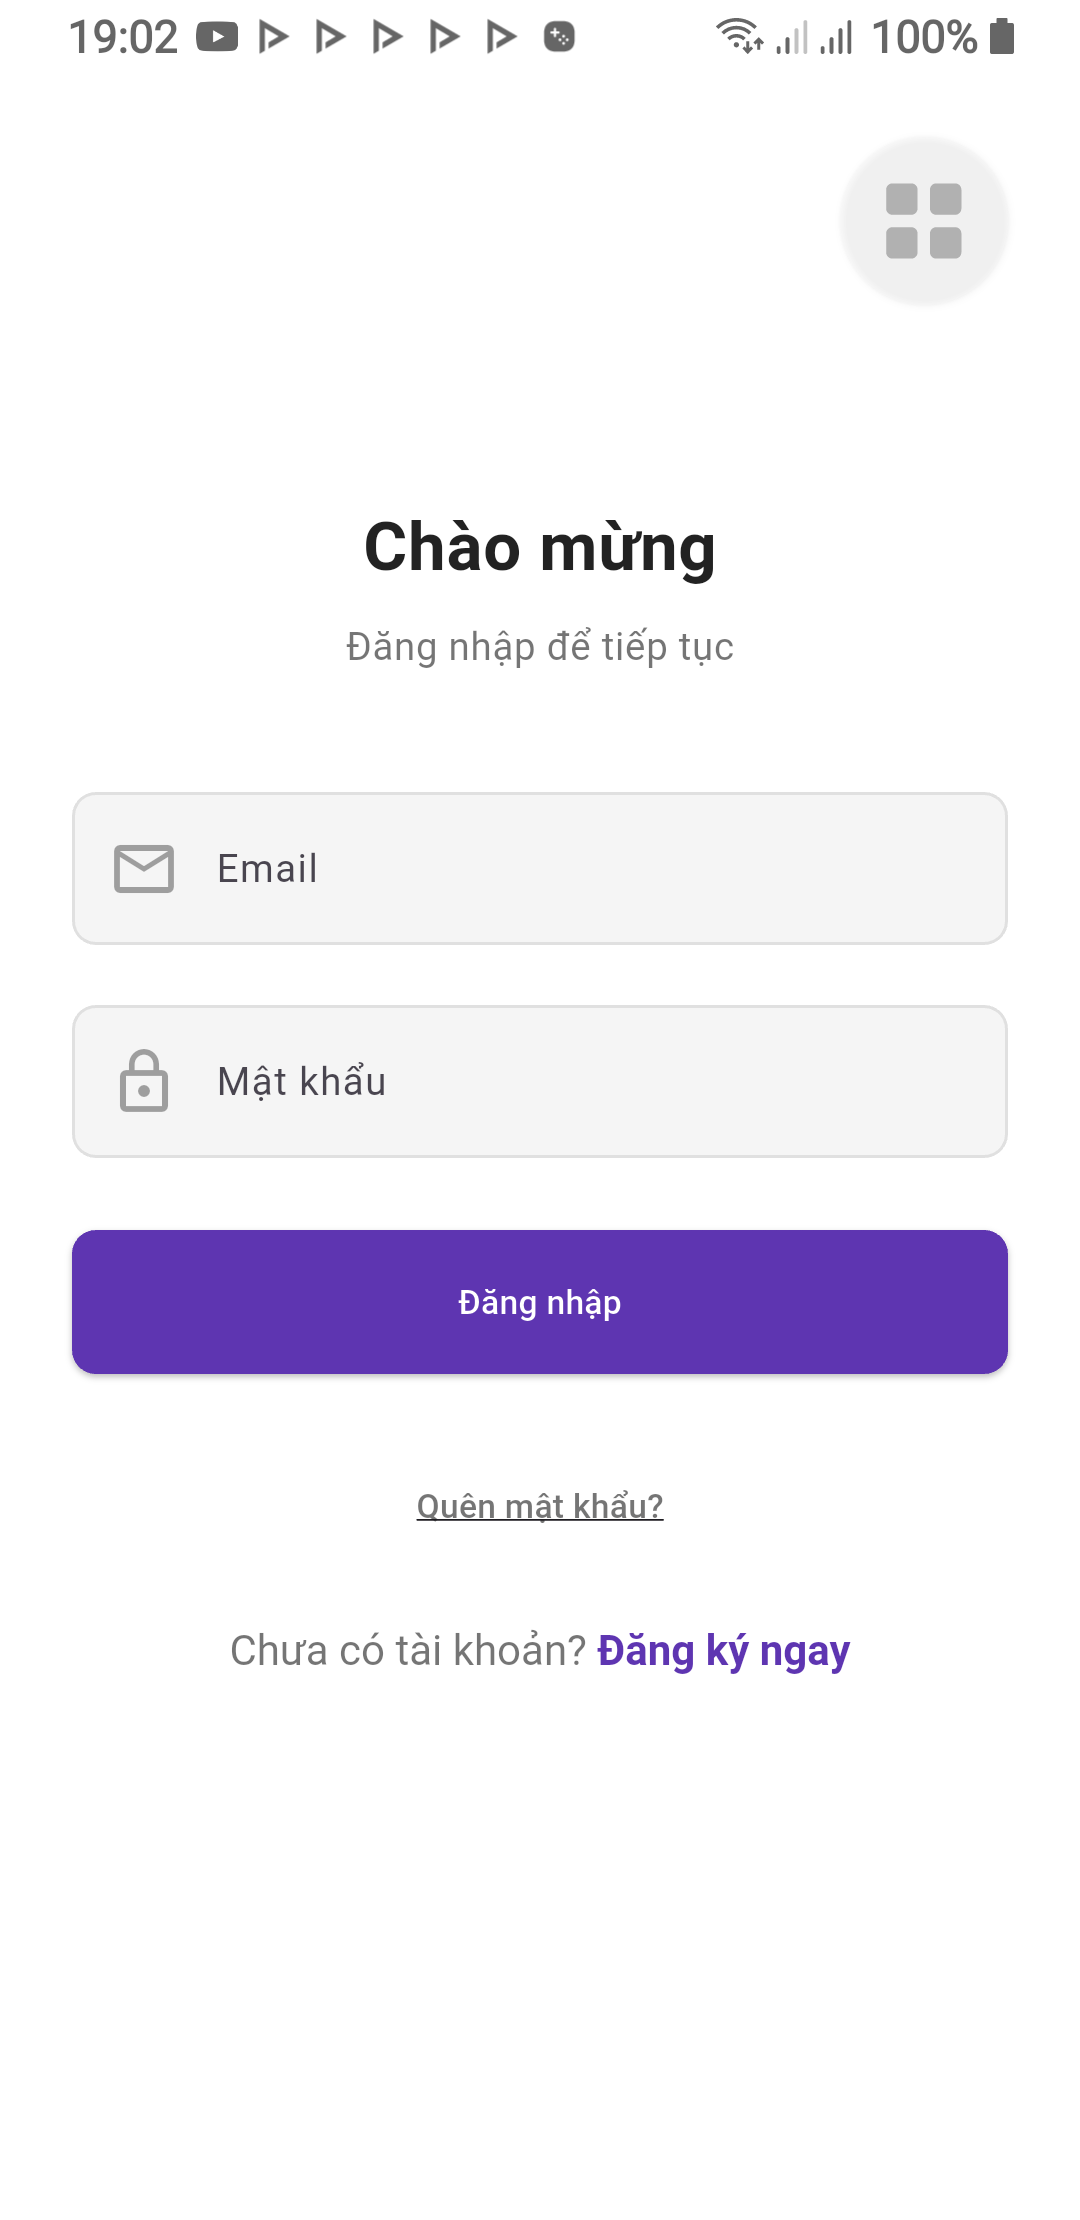 19:02 100%
Chào mừng
Đăng nhập để tiếp tục
Email
Mật khẩu
Đăng nhập
Quên mật khẩu?
Chưa có tài khoản? Đăng ký ngay